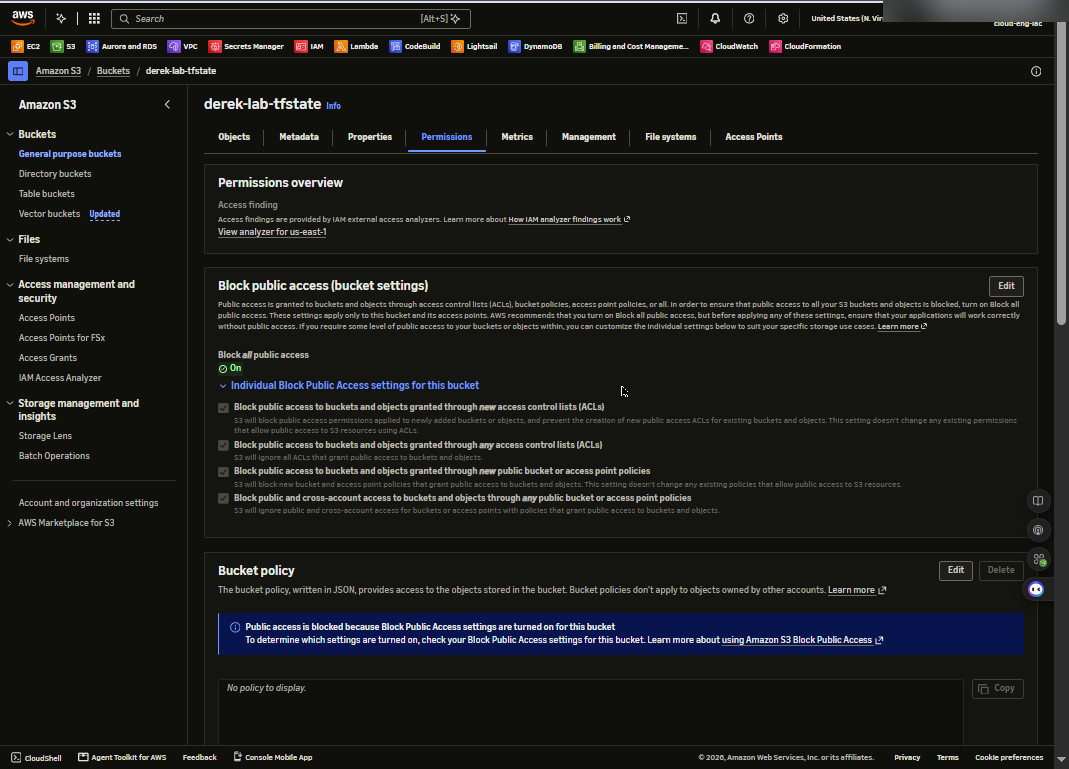 aws
Search [Alt+S]
United States (N. Vir
cloud-eng-lac
EC2 S3 Aurora and RDS VPC Secrets Manager IAM Lambda CodeBuild Lightsail DynamoDB Billing and Cost Manageme... CloudWatch CloudFormation
Amazon S3 / Buckets / derek-lab-tfstate
Amazon S3
Buckets
General purpose buckets
Directory buckets
Table buckets
Vector buckets Updated
Files
File systems
Access management and
security
Access Points
Access Points for FSx
Access Grants
IAM Access Analyzer
Storage management and
insights
Storage Lens
Batch Operations
Account and organization settings
AWS Marketplace for S3
derek-lab-tfstate Info
Objects Metadata Properties Permissions Metrics Management File systems Access Points
Permissions overview
Access finding
Access findings are provided by IAM external access analyzers. Learn more about How IAM analyzer findings work
View analyzer for us-east-1
Block public access (bucket settings) Edit
Public access is granted to buckets and objects through access control lists (ACLs), bucket policies, access point policies, or all. In order to ensure that public access to all your S3 buckets and objects is blocked, turn on Block all
public access. These settings apply only to this bucket and its access points. AWS recommends that you turn on Block all public access, but before applying any of these settings, ensure that your applications will work correctly
without public access. If you require some level of public access to your buckets or objects within, you can customize the individual settings below to suit your specific storage use cases. Learn more
Block all public access
On
Individual Block Public Access settings for this bucket
Block public access to buckets and objects granted through new access control lists (ACLs)
S3 will block public access permissions applied to newly added buckets or objects, and prevent the creation of new public access ACLs for existing buckets and objects. This setting doesn't change any existing permissions
that allow public access to S3 resources using ACLs.
Block public access to buckets and objects granted through any access control lists (ACLs)
S3 will ignore all ACLs that grant public access to buckets and objects.
Block public access to buckets and objects granted through new public bucket or access point policies
S3 will block new bucket and access point policies that grant public access to buckets and objects. This setting doesn't change any existing policies that allow public access to S3 resources.
Block public and cross-account access to buckets and objects through any public bucket or access point policies
S3 will ignore public and cross-account access for buckets or access points with policies that grant public access to buckets and objects.
Bucket policy Edit Delete
The bucket policy, written in JSON, provides access to the objects stored in the bucket. Bucket policies don't apply to objects owned by other accounts. Learn more
Public access is blocked because Block Public Access settings are turned on for this bucket
To determine which settings are turned on, check your Block Public Access settings for this bucket. Learn more about using Amazon S3 Block Public Access
No policy to display. Copy
CloudShell Agent Toolkit for AWS Feedback Console Mobile App © 2026, Amazon Web Services, Inc. or its affiliates. Privacy Terms Cookie preferences